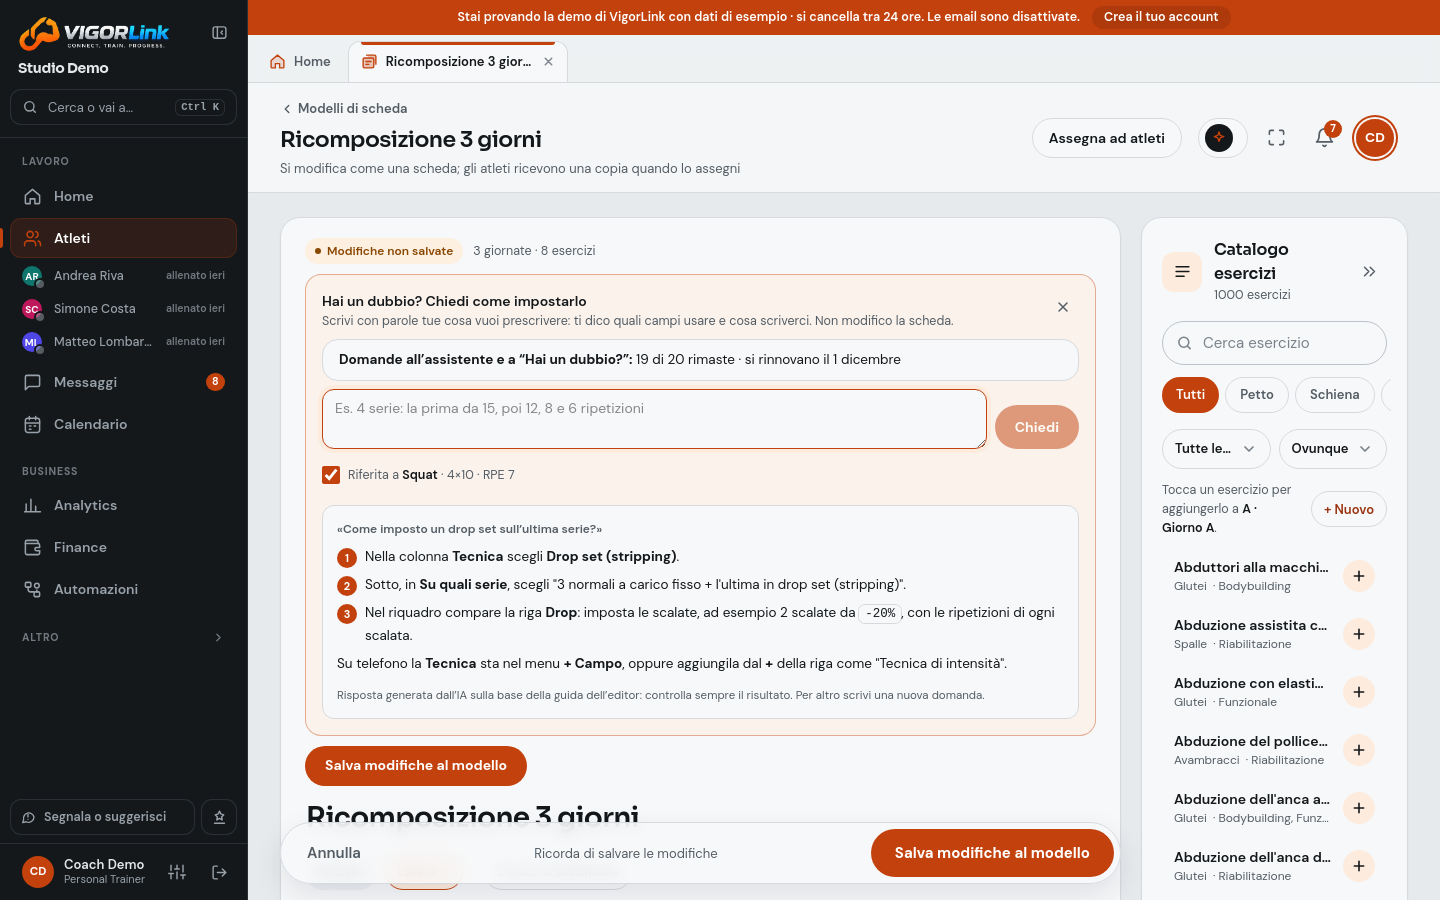 Stai provando la demo di VigorLink con dati di esempio · si cancella tra 24 ore. Le email sono disattivate.
Crea il tuo account
VIGORLink
CONNECT. TRAIN. PROGRESS.
Studio Demo
Cerca o vai a...
Ctrl K
LAVORO
Home
Atleti
AR Andrea Riva allenato ieri
SC Simone Costa allenato ieri
ML Matteo Lombar... allenato ieri
Messaggi 8
Calendario
BUSINESS
Analytics
Finance
Automazioni
ALTRO
Segnala o suggerisci
CD
Coach Demo
Personal Trainer
Home
Ricomposizione 3 gior...
Modelli di scheda
Ricomposizione 3 giorni
Si modifica come una scheda; gli atleti ricevono una copia quando lo assegni
Assegna ad atleti
7
CD
Modifiche non salvate
3 giornate · 8 esercizi
Hai un dubbio? Chiedi come impostarlo
Scrivi con parole tue cosa vuoi prescrivere: ti dico quali campi usare e cosa scriverci. Non modifico la scheda.
Domande all’assistente e a “Hai un dubbio?”: 19 di 20 rimaste · si rinnovano il 1 dicembre
Es. 4 serie: la prima da 15, poi 12, 8 e 6 ripetizioni
Chiedi
Riferita a Squat · 4×10 · RPE 7
«Come imposto un drop set sull’ultima serie?»
1 Nella colonna Tecnica scegli Drop set (stripping).
2 Sotto, in Su quali serie, scegli "3 normali a carico fisso + l'ultima in drop set (stripping)".
3 Nel riquadro compare la riga Drop: imposta le scalate, ad esempio 2 scalate da -20%, con le ripetizioni di ogni
scalata.
Su telefono la Tecnica sta nel menu + Campo, oppure aggiungila dal + della riga come "Tecnica di intensità".
Risposta generata dall’IA sulla base della guida dell’editor: controlla sempre il risultato. Per altro scrivi una nuova domanda.
Salva modifiche al modello
Ricomposizione 3 giorni
Annulla
Ricorda di salvare le modifiche
Salva modifiche al modello
Catalogo
esercizi
1000 esercizi
Cerca esercizio
Tutti
Petto
Schiena
Tutte le...
Ovunque
Tocca un esercizio per
aggiungerlo a A ·
Giorno A.
+ Nuovo
Abduttori alla macchi...
Glutei · Bodybuilding
Abduzione assistita c...
Spalle · Riabilitazione
Abduzione con elasti...
Glutei · Funzionale
Abduzione del pollice...
Avambracci · Riabilitazione
Abduzione dell'anca a...
Glutei · Bodybuilding, Funz...
Abduzione dell'anca d...
Glutei · Riabilitazione